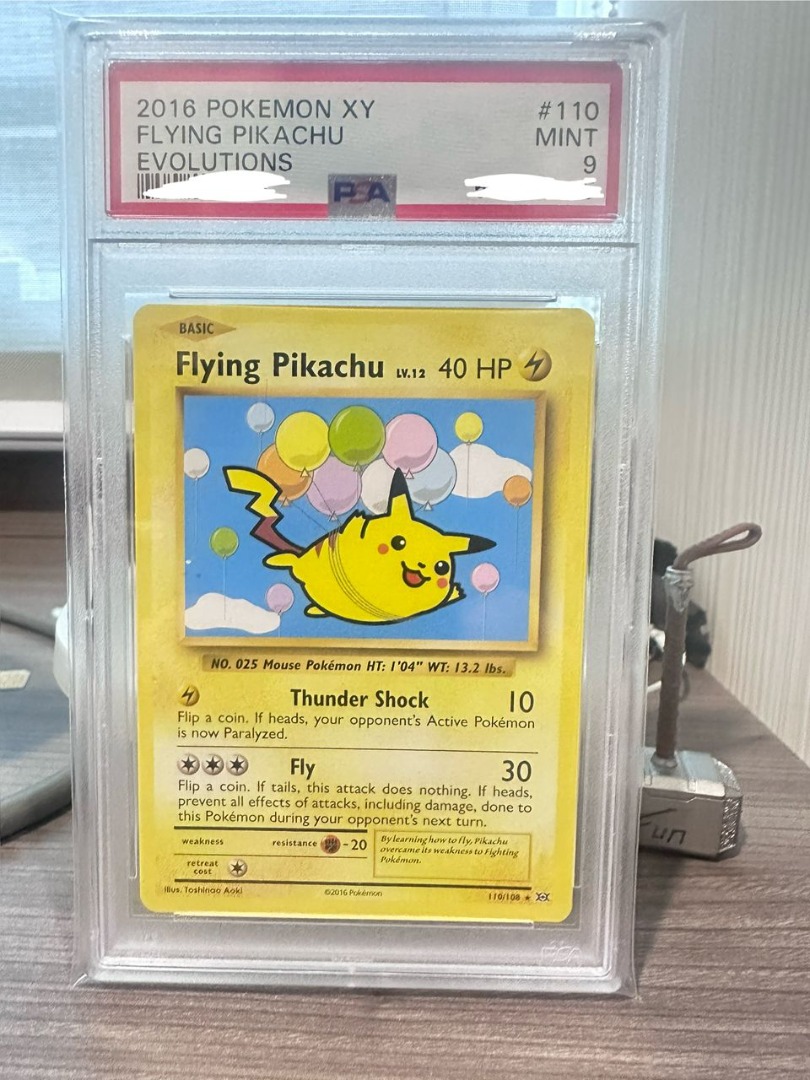 2016 POKEMON XY #110
FLYING PIKACHU MINT
EVOLUTIONS 9
PSA
BASIC
Flying Pikachu LV.12 40 HP
NO. 025 Mouse Pokémon HT: 1'04" WT: 13.2 lbs.
Thunder Shock 10
Flip a coin. If heads, your opponent's Active Pokémon
is now Paralyzed.
Fly 30
Flip a coin. If tails, this attack does nothing. If heads,
prevent all effects of attacks, including damage, done to
this Pokémon during your opponent's next turn.
weakness resistance -20
retreat
cost
By learning how to fly, Pikachu
overcame its weakness to Fighting
Pokémon.
Illus. Toshinao Aoki ©2016 Pokémon 110/108 ★ XY
Fun